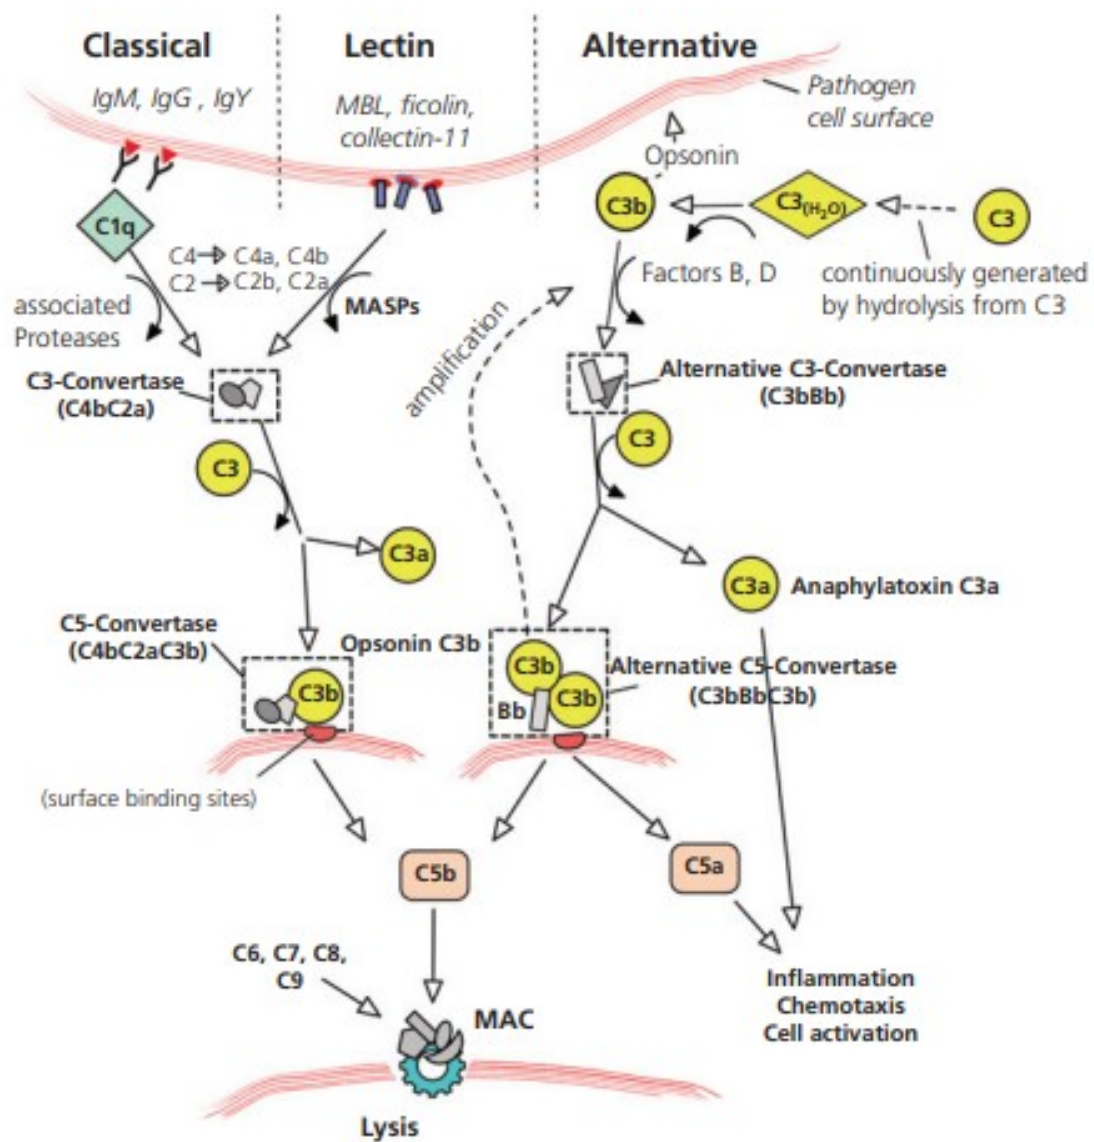 Classical
Lectin
Alternative
IgM, IgG , IgY
MBL, ficolin,
collectin-11
Pathogen
cell surface
Opsonin
C3b
C3(H₂O)
C3
C1q
C4 C4a, C4b
C2 C2b, C2a
associated
Proteases
MASPs
Factors B, D
continuously generated
by hydrolysis from C3
amplification
C3-Convertase
(C4bC2a)
Alternative C3-Convertase
(C3bBb)
C3
C3
C3a
C3a
Anaphylatoxin C3a
C5-Convertase
(C4bC2aC3b)
Opsonin C3b
C3b
C3b
C3b
Bb
Alternative C5-Convertase
(C3bBbC3b)
(surface binding sites)
C5b
C5a
C6, C7, C8,
C9
MAC
Inflammation
Chemotaxis
Cell activation
Lysis